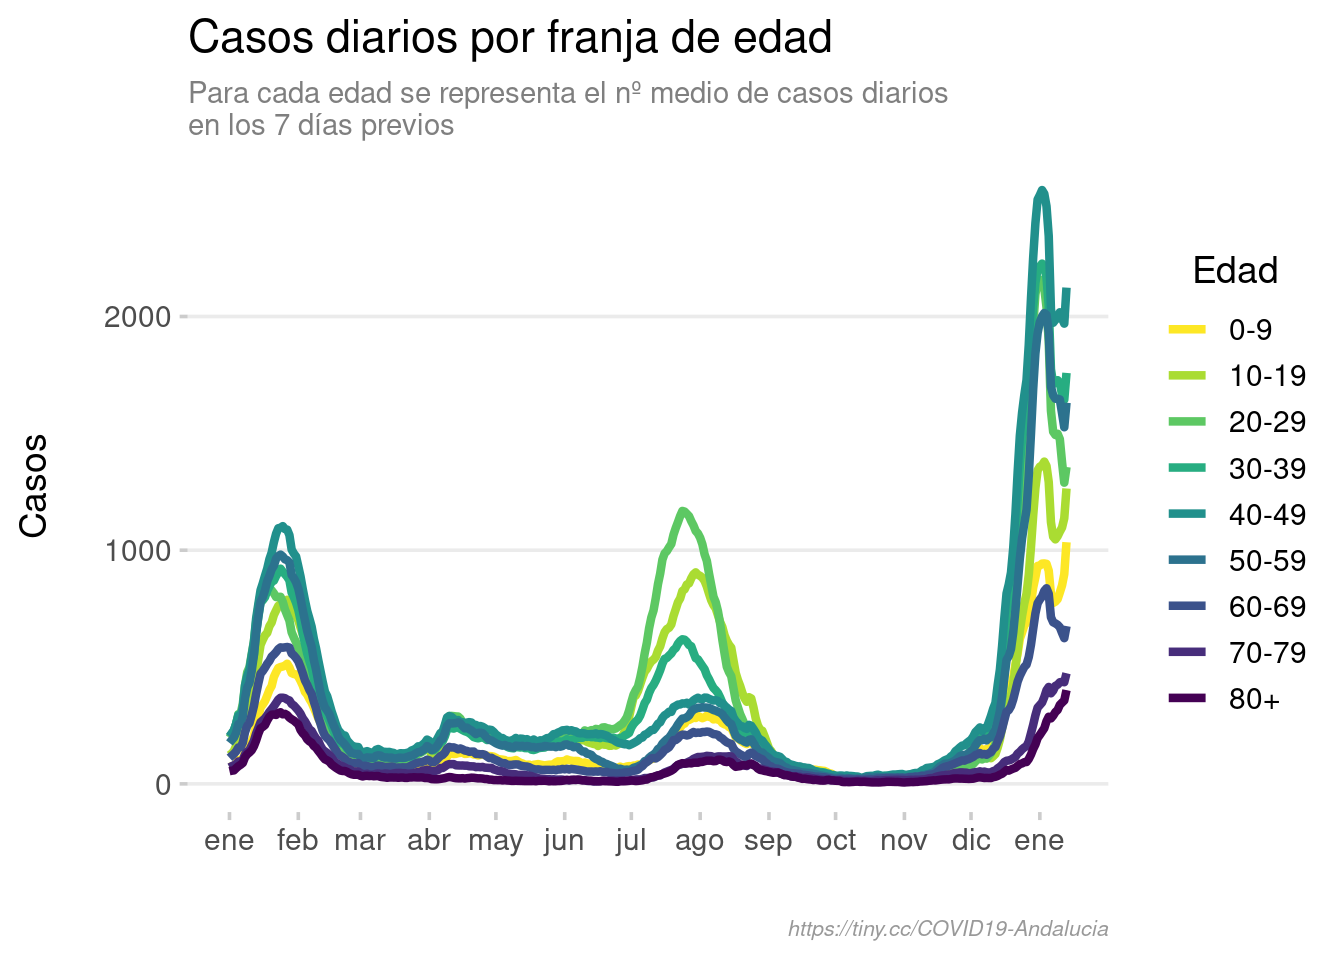 Casos diarios por franja de edad
Para cada edad se representa el nº medio de casos diarios
en los 7 días previos
Casos
2000
1000
0
ene feb mar abr may jun jul ago sep oct nov dic ene
Edad
0-9
10-19
20-29
30-39
40-49
50-59
60-69
70-79
80+
https://tiny.cc/COVID19-Andalucia